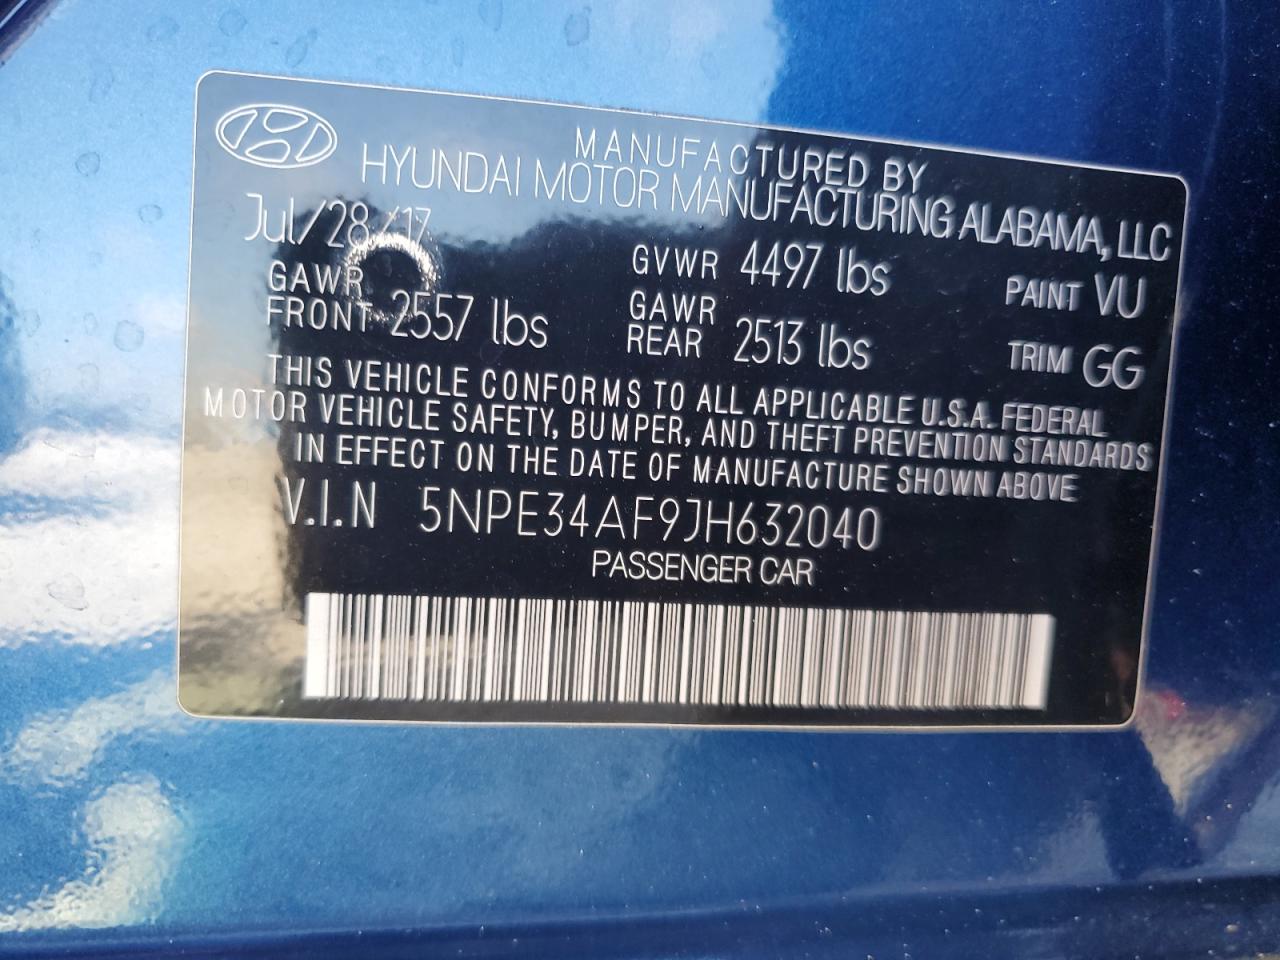 MANUFACTURED BY
HYUNDAI MOTOR MANUFACTURING ALABAMA, LLC
Jul/28/17
GAWR FRONT 2557 lbs
GVWR 4497 lbs
GAWR REAR 2513 lbs
PAINT VU
TRIM GG
THIS VEHICLE CONFORMS TO ALL APPLICABLE U.S.A. FEDERAL
MOTOR VEHICLE SAFETY, BUMPER, AND THEFT PREVENTION STANDARDS
IN EFFECT ON THE DATE OF MANUFACTURE SHOWN ABOVE
V.I.N 5NPE34AF9JH632040
PASSENGER CAR